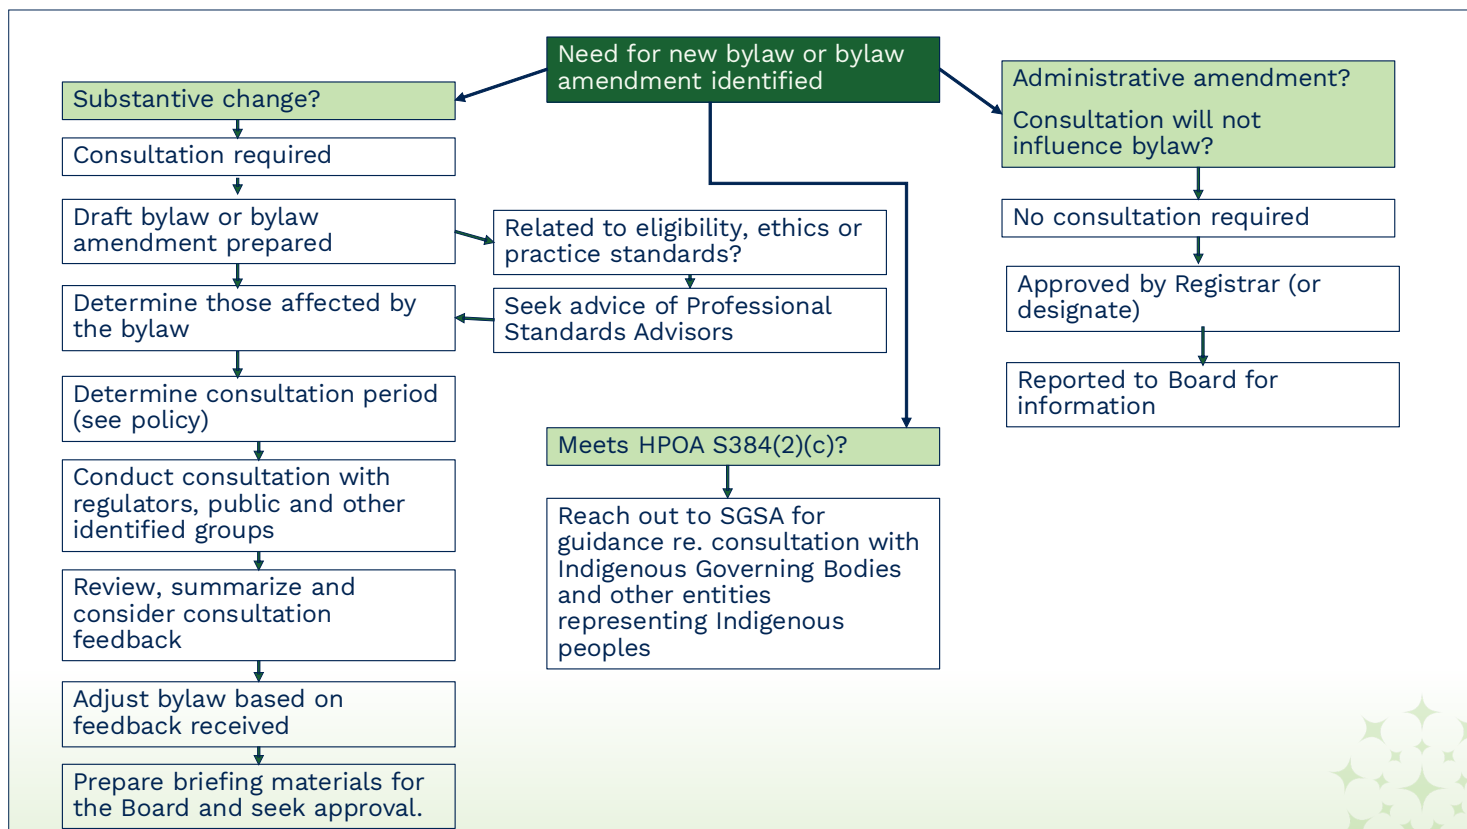 Need for new bylaw or bylaw
amendment identified
Substantive change?
Consultation required
Draft bylaw or bylaw
amendment prepared
Related to eligibility, ethics or
practice standards?
Seek advice of Professional
Standards Advisors
Determine those affected by
the bylaw
Determine consultation period
(see policy)
Conduct consultation with
regulators, public and other
identified groups
Review, summarize and
consider consultation
feedback
Adjust bylaw based on
feedback received
Prepare briefing materials for
the Board and seek approval.
Meets HPOA S384(2)(c)?
Reach out to SGSA for
guidance re. consultation with
Indigenous Governing Bodies
and other entities
representing Indigenous
peoples
Administrative amendment?
Consultation will not
influence bylaw?
No consultation required
Approved by Registrar (or
designate)
Reported to Board for
information